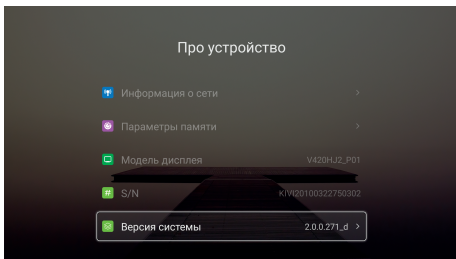 Про устройство
Информация о сети
Параметры памяти
Модель дисплея V420HJ2_P01
# S/N KIVI20100322750302
Версия системы 2.0.0.271_d